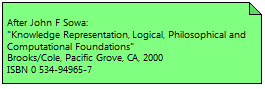 After John F Sowa:
"Knowledge Representation, Logical, Philosophical and
Computational Foundations"
Brooks/Cole, Pacific Grove, CA, 2000
ISBN 0 534-94965-7